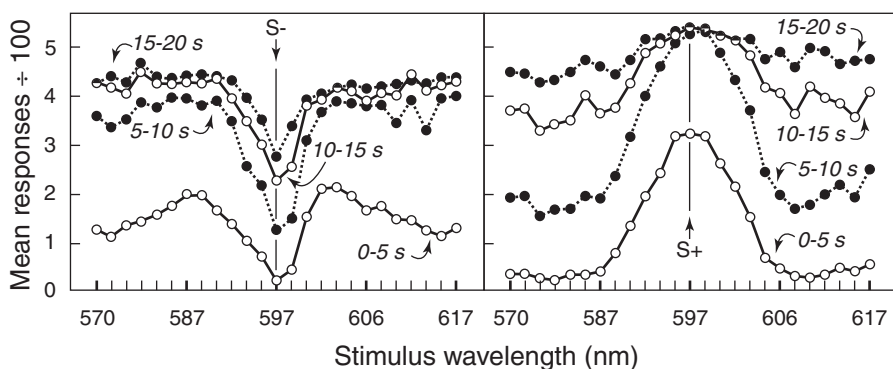 Mean responses ÷ 100
5
4
3
2
1
0
15-20 s
S-
5-10 s
10-15 s
0-5 s
570
587
597
606
617
15-20 s
10-15 s
5-10 s
S+
0-5 s
570
587
597
606
617
Stimulus wavelength (nm)